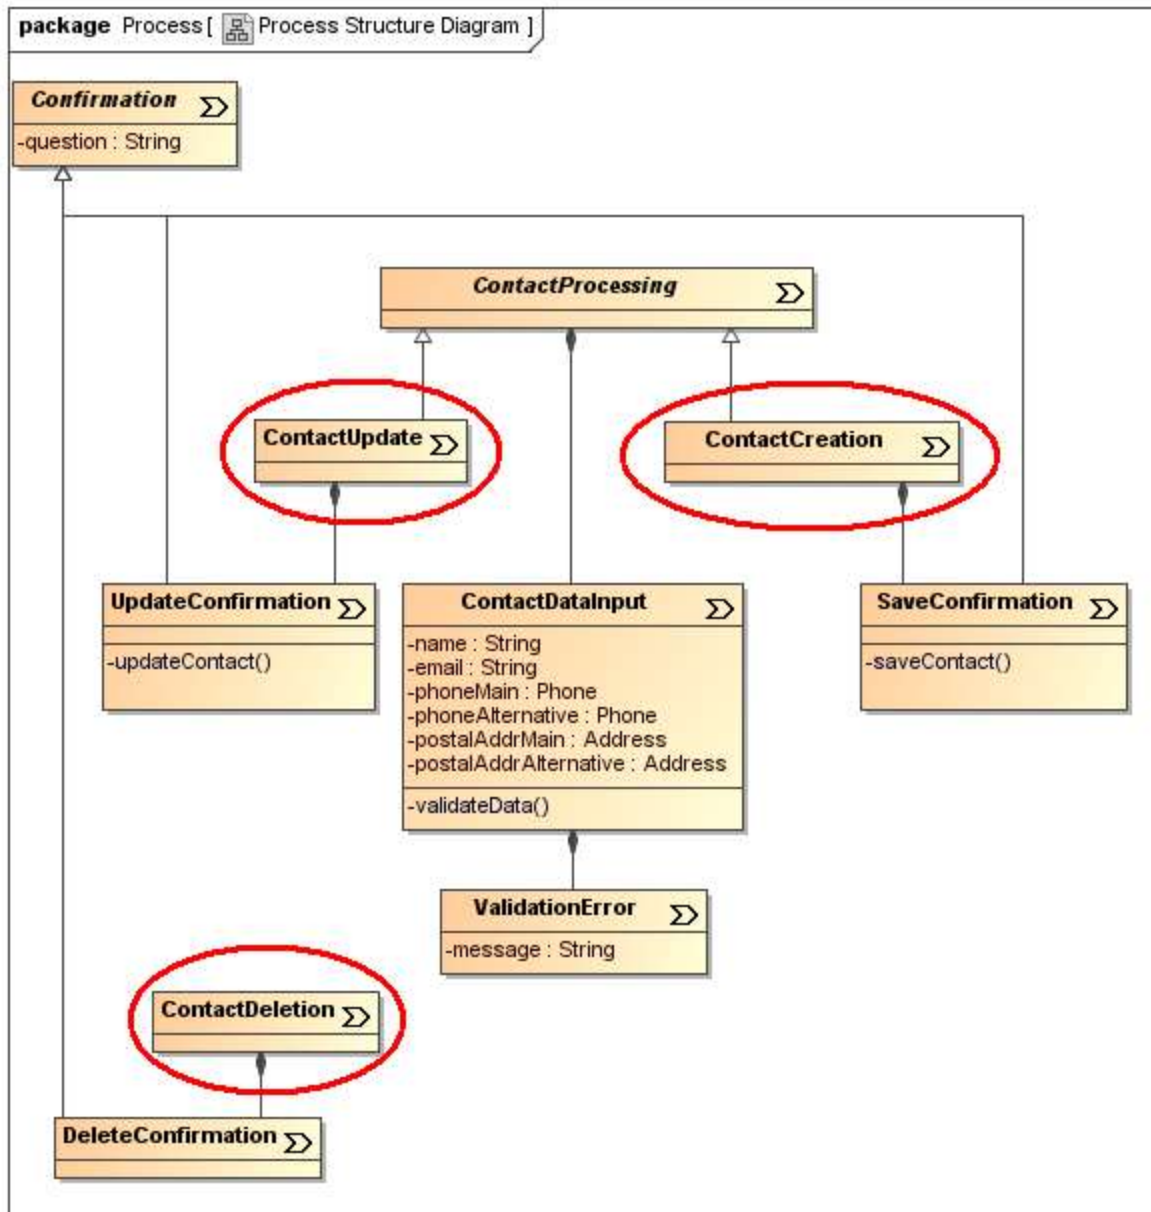 package Process [ Process Structure Diagram ]
Confirmation
-question : String
ContactProcessing
ContactUpdate
ContactCreation
UpdateConfirmation
-updateContact()
ContactDataInput
-name : String
-email : String
-phoneMain : Phone
-phoneAlternative : Phone
-postalAddrMain : Address
-postalAddrAlternative : Address
-validateData()
SaveConfirmation
-saveContact()
ValidationError
-message : String
ContactDeletion
DeleteConfirmation